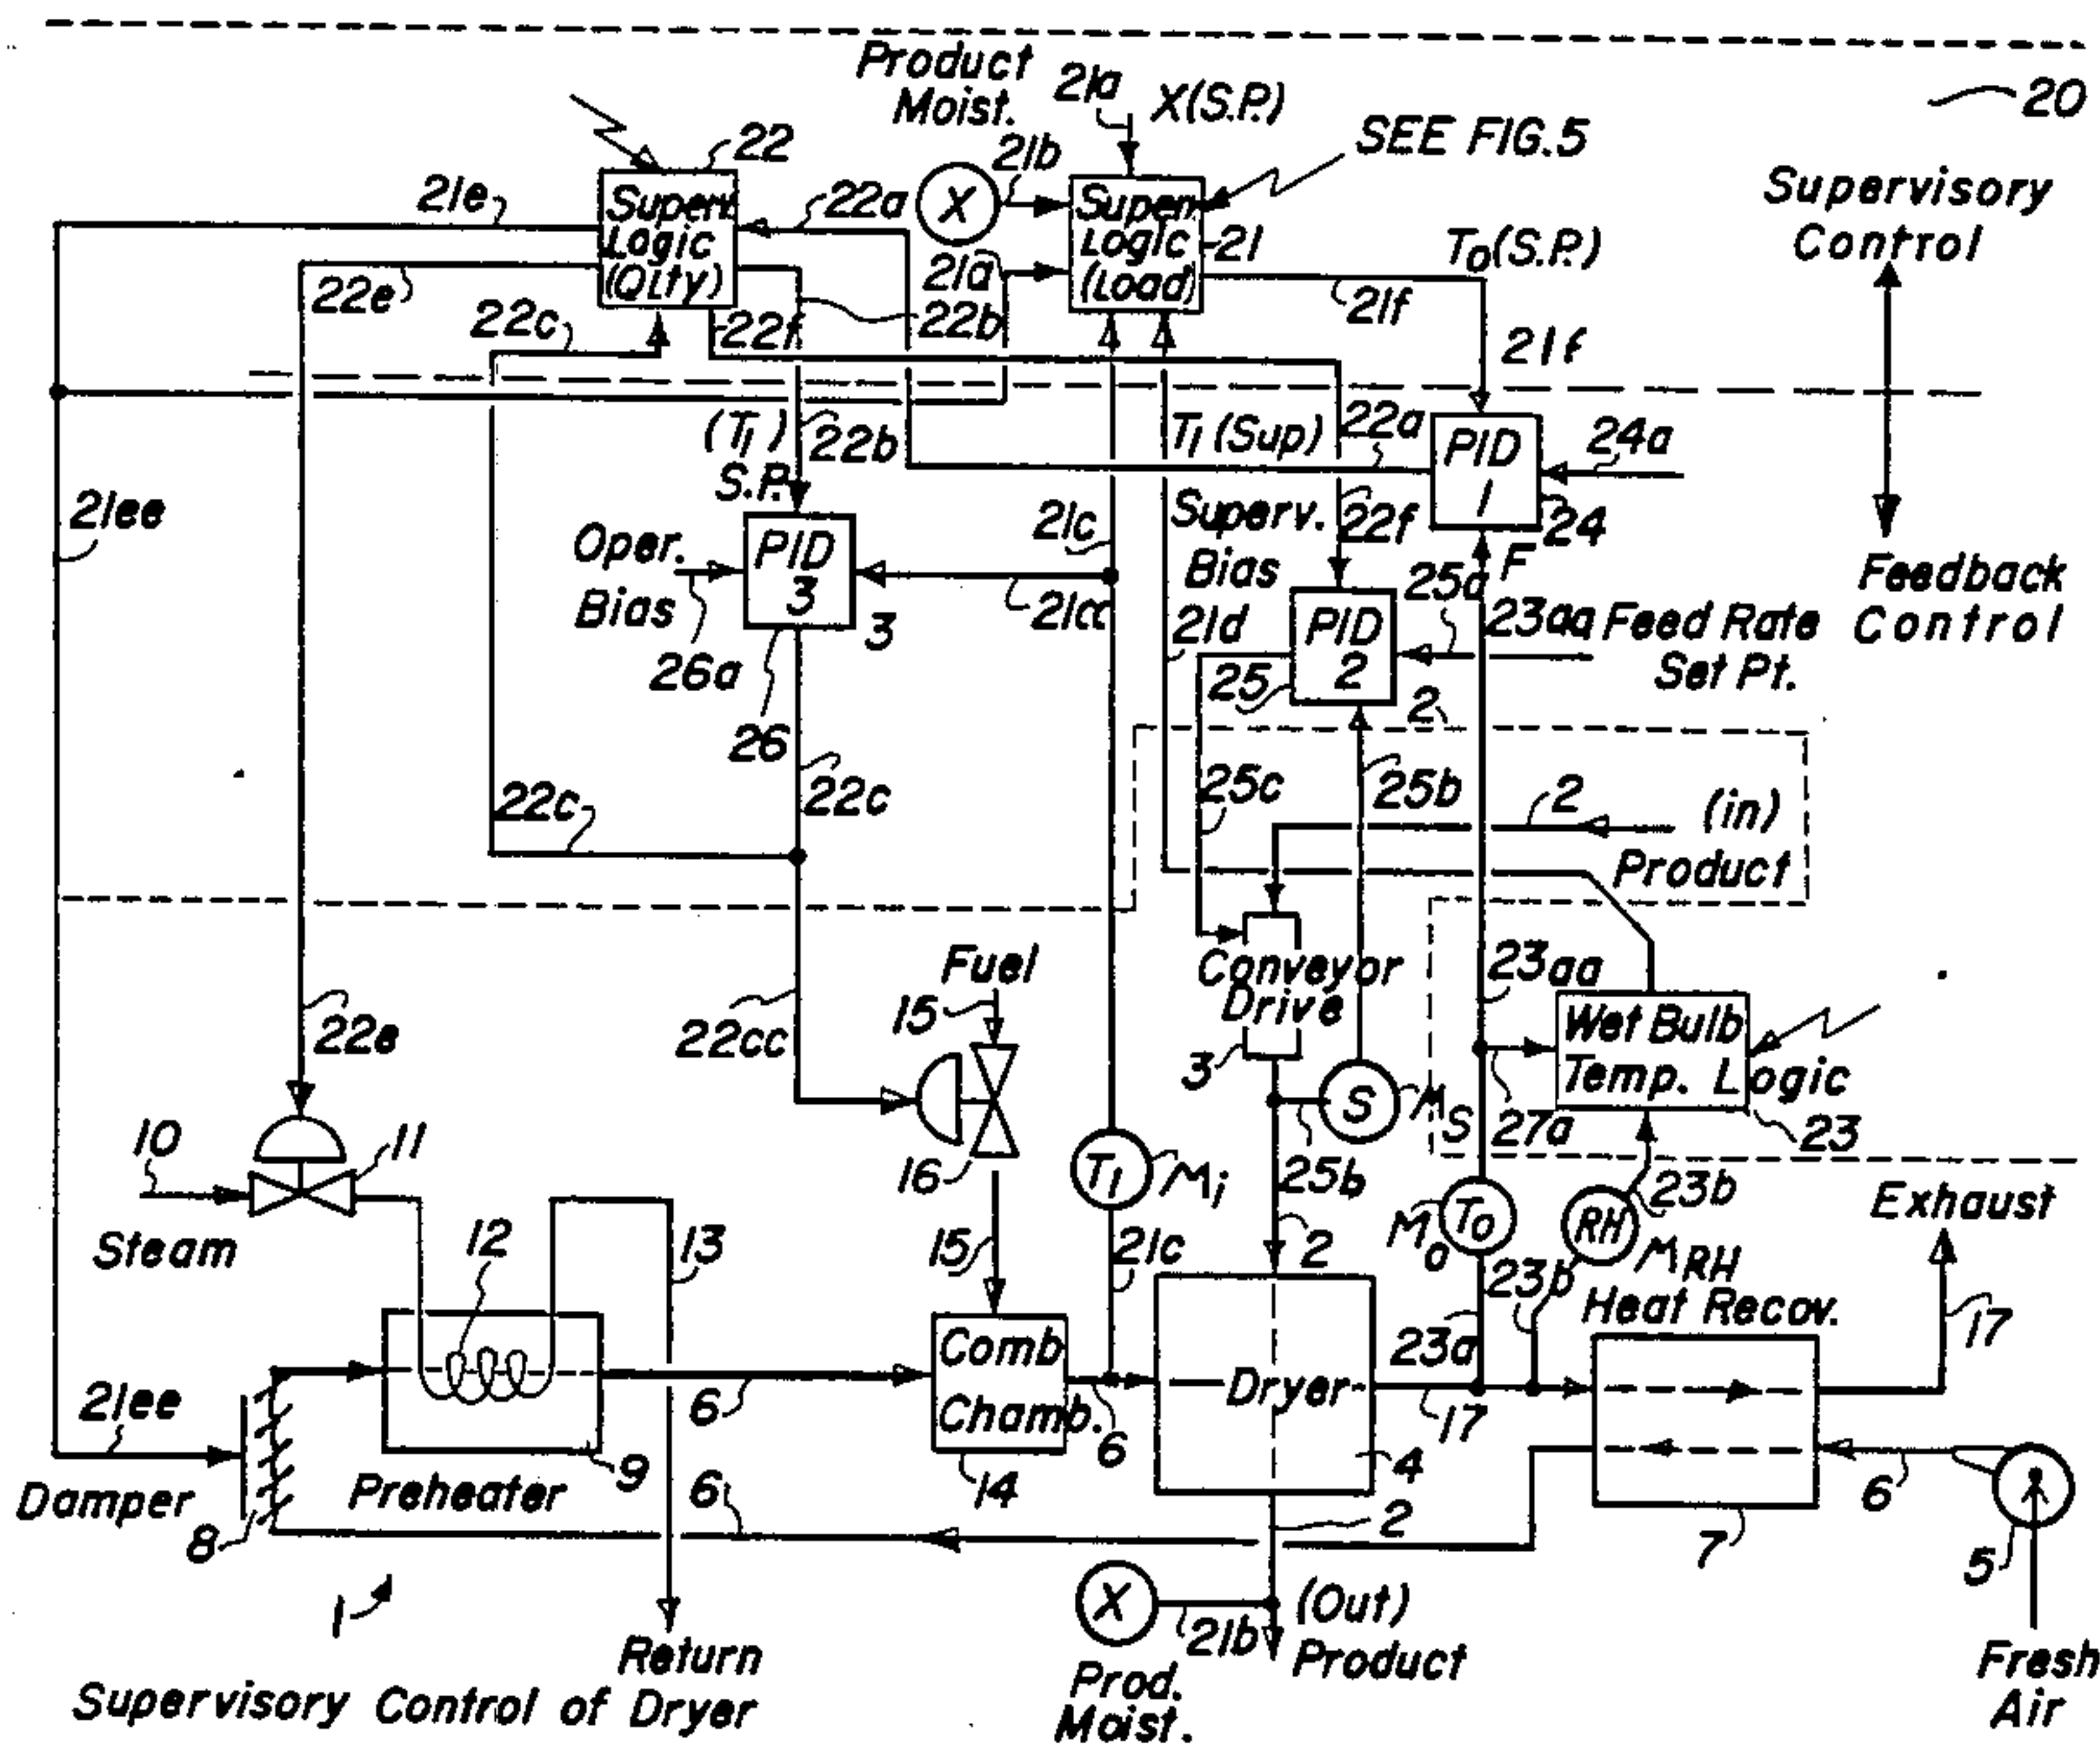 Product
Moist.
21a
X(S.P.)
20
SEE FIG.5
22
21b
X
21e
Superv.
Logic
(Qlty)
22a
Superv.
Logic
(Load)
21
Supervisory
Control
To(S.P.)
21a
22e
22f
22b
21f
22c
21f
(Ti)
S.P.
22b
Ti (Sup)
22a
PID
1
24a
24
21ee
21c
Superv.
Bias
22f
Oper.
Bias
PID
3
3
F
Feedback
Control
25a
21cc
21d
PID
2
23aa
Feed Rate
Set Pt.
26a
25
2
26
22c
25c
25b
2
(in)
Product
22c
Fuel
15
Conveyor
Drive
23aa
Wet Bulb
Temp. Logic
22e
22cc
3
S
MS
S
27a
23
10
11
16
Ti
Mi
25b
23b
Exhaust
Steam
12
13
15
21c
2
Mo
To
RH
MRH
23b
Heat Recov.
17
23a
Comb
Chamb.
Dryer
21ee
6
6
17
4
6
Damper
8
Preheater
9
6
14
2
7
5
1
X
21b
(Out)
Product
Return
Prod.
Moist.
Fresh
Air
Supervisory Control of Dryer